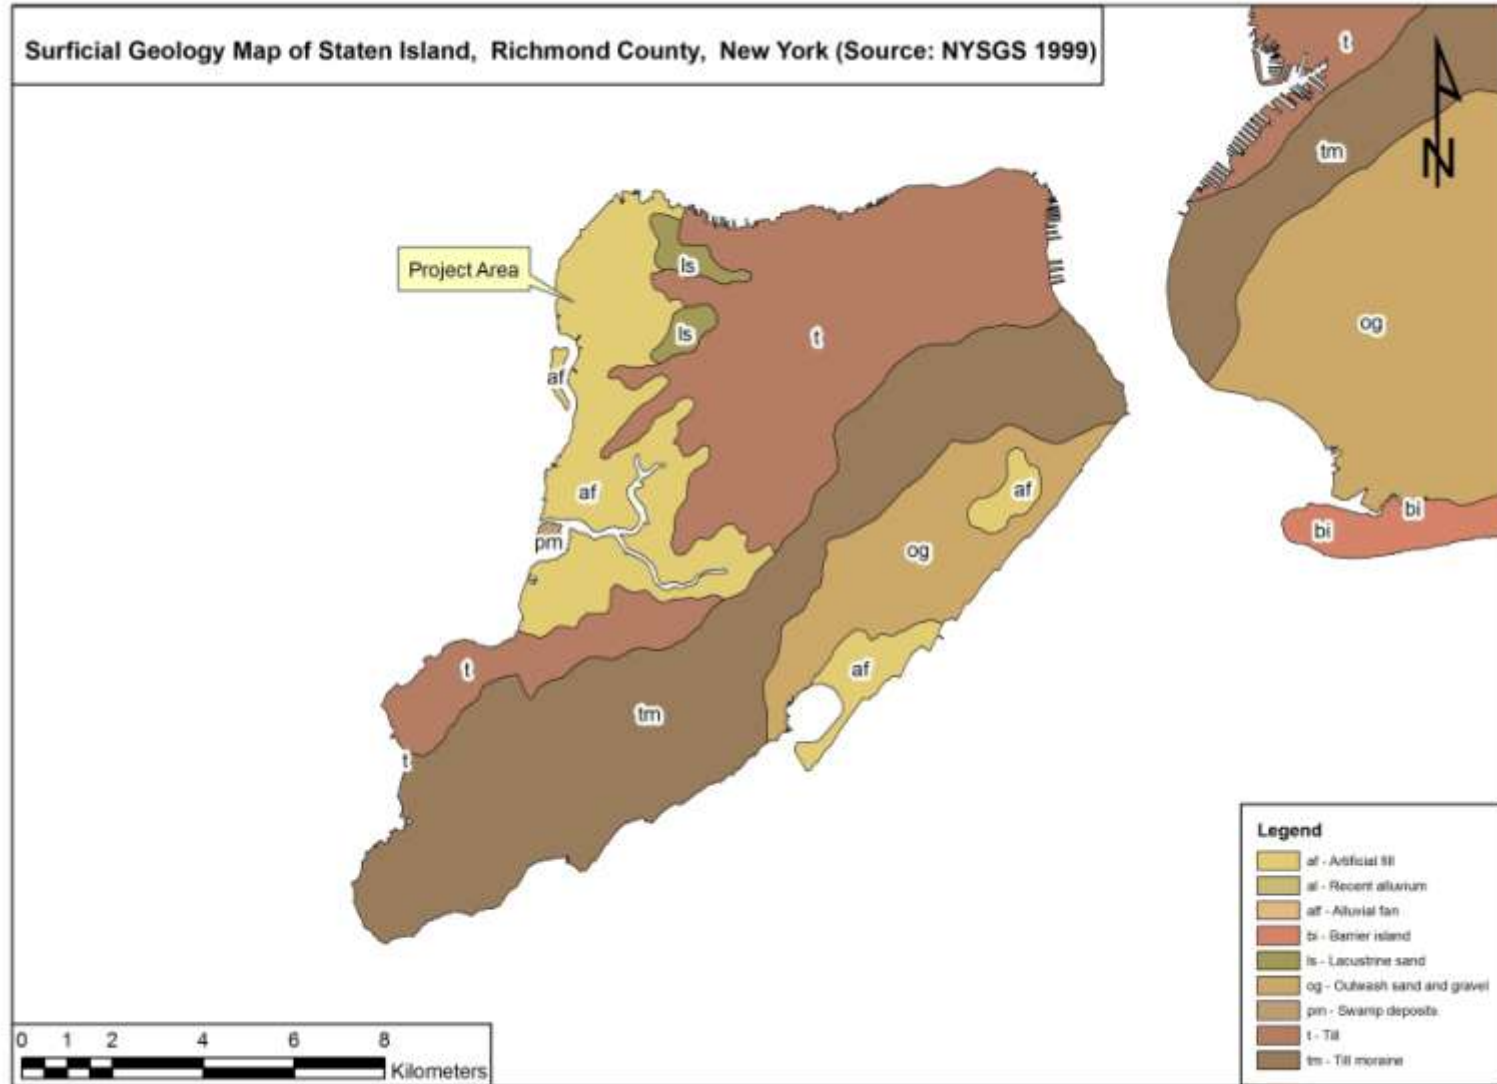 Surficial Geology Map of Staten Island, Richmond County, New York (Source: NYSGS 1999)
t
tm
N
Project Area
ls
og
ls
t
af
af
af
bi
bi
pm
og
t
af
tm
t
Legend
af - Artificial fill
al - Recent alluvium
alf - Alluvial fan
bi - Barrier island
ls - Lacustrine sand
og - Outwash sand and gravel
pm - Swamp deposits
t - Till
tm - Till moraine
0 1 2 4 6 8
Kilometers